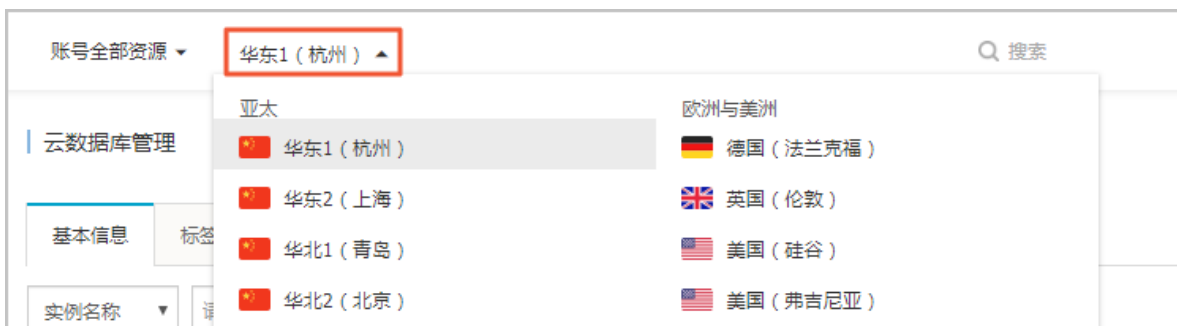 账号全部资源
华东1（杭州）
搜索
云数据库管理
基本信息
标签
实例名称
亚太
华东1（杭州）
华东2（上海）
华北1（青岛）
华北2（北京）
欧洲与美洲
德国（法兰克福）
英国（伦敦）
美国（硅谷）
美国（弗吉尼亚）